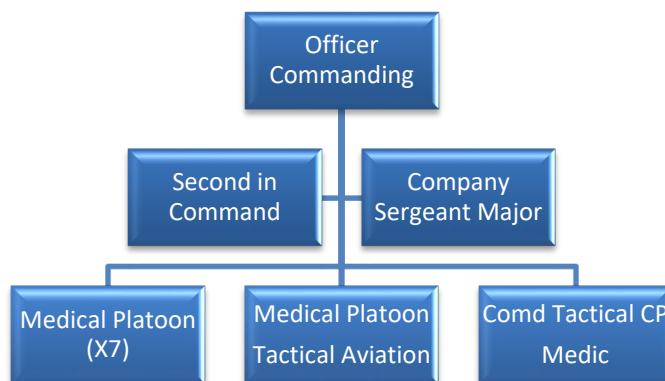 Officer
Commanding
Second in
Command
Company
Sergeant Major
Medical Platoon
(X7)
Medical Platoon
Tactical Aviation
Comd Tactical CP
Medic